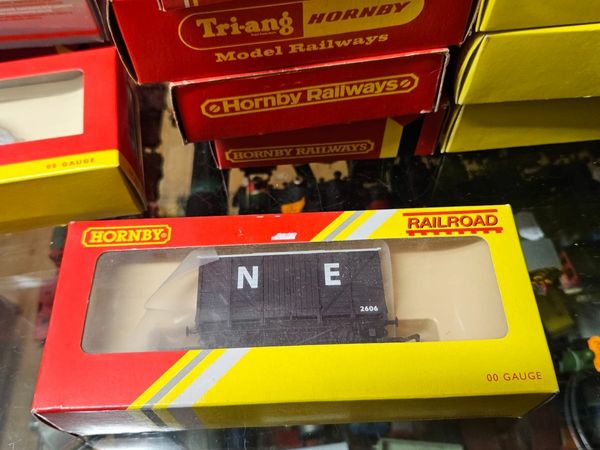 Tri-ang HORNBY
Model Railways
Hornby Railways
HORNBY RAILWAYS
00 GAUGE
HORNBY
RAILROAD
N E
2606
00 GAUGE